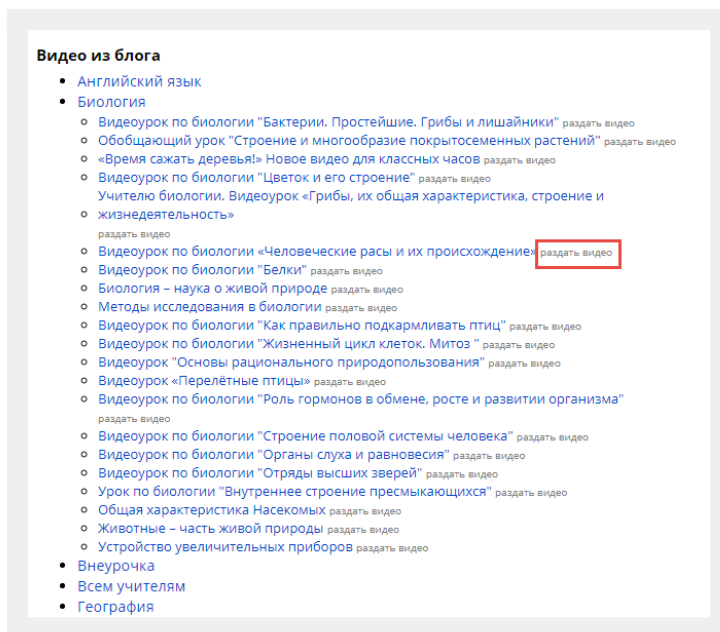 Видео из блога
Английский язык
Биология
Видеоурок по биологии "Бактерии. Простейшие. Грибы и лишайники" раздать видео
Обобщающий урок "Строение и многообразие покрытосеменных растений" раздать видео
«Время сажать деревья!» Новое видео для классных часов раздать видео
Видеоурок по биологии "Цветок и его строение" раздать видео
Учителю биологии. Видеоурок «Грибы, их общая характеристика, строение и
жизнедеятельность»
раздать видео
Видеоурок по биологии «Человеческие расы и их происхождение» раздать видео
Видеоурок по биологии "Белки" раздать видео
Биология – наука о живой природе раздать видео
Методы исследования в биологии раздать видео
Видеоурок по биологии "Как правильно подкармливать птиц" раздать видео
Видеоурок по биологии "Жизненный цикл клеток. Митоз " раздать видео
Видеоурок "Основы рационального природопользования" раздать видео
Видеоурок «Перелётные птицы» раздать видео
Видеоурок по биологии "Роль гормонов в обмене, росте и развитии организма"
раздать видео
Видеоурок по биологии "Строение половой системы человека" раздать видео
Видеоурок по биологии "Органы слуха и равновесия" раздать видео
Видеоурок по биологии "Отряды высших зверей" раздать видео
Урок по биологии "Внутреннее строение пресмыкающихся" раздать видео
Общая характеристика Насекомых раздать видео
Животные – часть живой природы раздать видео
Устройство увеличительных приборов раздать видео
Внеурочка
Всем учителям
География